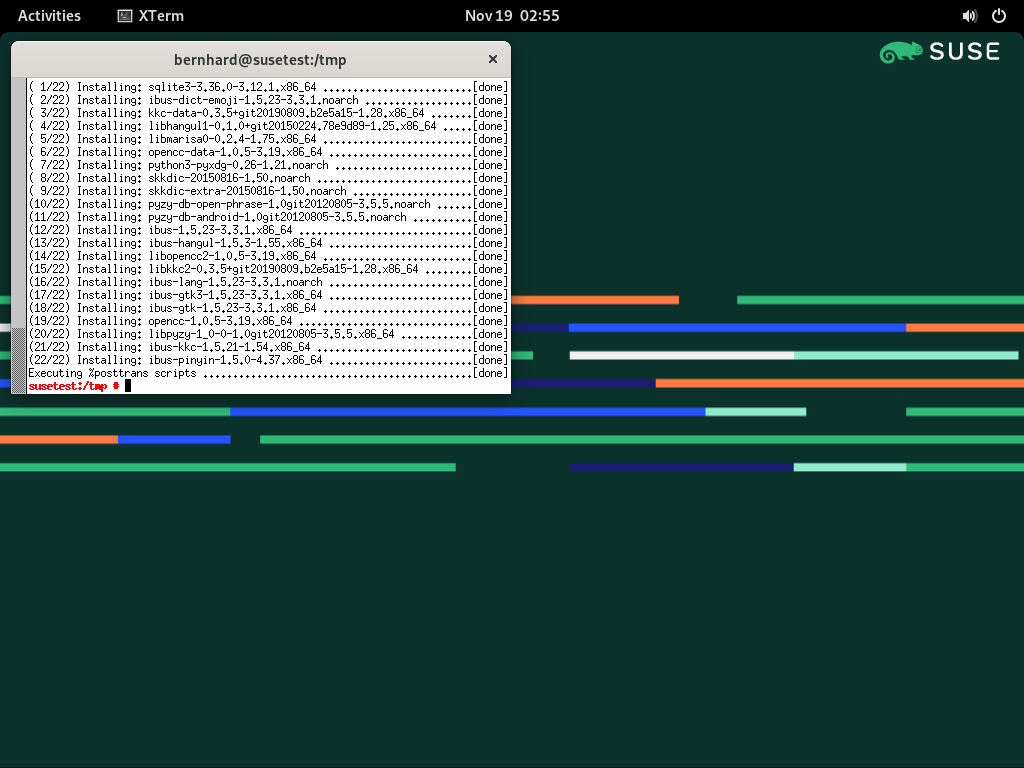 Activities XTerm Nov 19 02:55
SUSE
bernhard@susetest:/tmp
( 1/22) Installing: sqlite3-3.36.0-3.12.1.x86_64 .........................[done]
( 2/22) Installing: ibus-dict-emoji-1.5.23-3.3.1.noarch ..................[done]
( 3/22) Installing: kkc-data-0.3.5+git20190809.b2e5a15-1.28.x86_64 .......[done]
( 4/22) Installing: libhangul1-0.1.0+git20150224.78e9d89-1.25.x86_64 .....[done]
( 5/22) Installing: libmarisa0-0.2.4-1.75.x86_64 .........................[done]
( 6/22) Installing: opencc-data-1.0.5-3.19.x86_64 ........................[done]
( 7/22) Installing: python3-pyxdg-0.26-1.21.noarch .......................[done]
( 8/22) Installing: skkdic-20150816-1.50.noarch ..........................[done]
( 9/22) Installing: skkdic-extra-20150816-1.50.noarch ....................[done]
(10/22) Installing: pyzy-db-open-phrase-1.0git20120805-3.5.5.noarch ......[done]
(11/22) Installing: pyzy-db-android-1.0git20120805-3.5.5.noarch ..........[done]
(12/22) Installing: ibus-1.5.23-3.3.1.x86_64 .............................[done]
(13/22) Installing: ibus-hangul-1.5.3-1.55.x86_64 ........................[done]
(14/22) Installing: libopencc2-1.0.5-3.19.x86_64 .........................[done]
(15/22) Installing: libkkc2-0.3.5+git20190809.b2e5a15-1.28.x86_64 ........[done]
(16/22) Installing: ibus-lang-1.5.23-3.3.1.noarch ........................[done]
(17/22) Installing: ibus-gtk3-1.5.23-3.3.1.x86_64 ........................[done]
(18/22) Installing: ibus-gtk-1.5.23-3.3.1.x86_64 .........................[done]
(19/22) Installing: opencc-1.0.5-3.19.x86_64 .............................[done]
(20/22) Installing: libpyzy-1_0-0-1.0git20120805-3.5.5.x86_64 ............[done]
(21/22) Installing: ibus-kkc-1.5.21-1.54.x86_64 ..........................[done]
(22/22) Installing: ibus-pinyin-1.5.0-4.37.x86_64 ........................[done]
Executing %posttrans scripts .............................................[done]
susetest:/tmp #